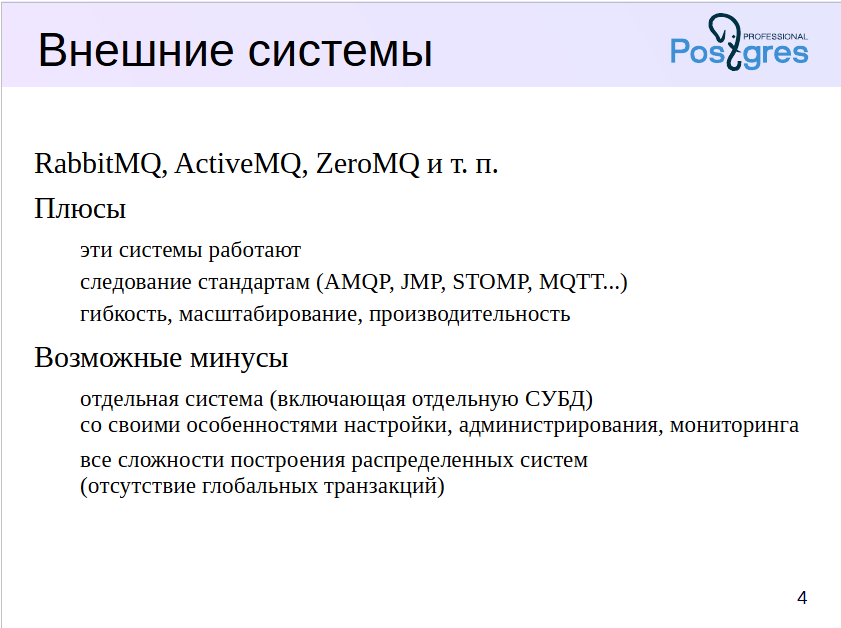 Внешние системы
PROFESSIONAL
Postgres
RabbitMQ, ActiveMQ, ZeroMQ и т. п.
Плюсы
эти системы работают
следование стандартам (AMQP, JMP, STOMP, MQTT...)
гибкость, масштабирование, производительность
Возможные минусы
отдельная система (включающая отдельную СУБД)
со своими особенностями настройки, администрирования, мониторинга
все сложности построения распределенных систем
(отсутствие глобальных транзакций)
4